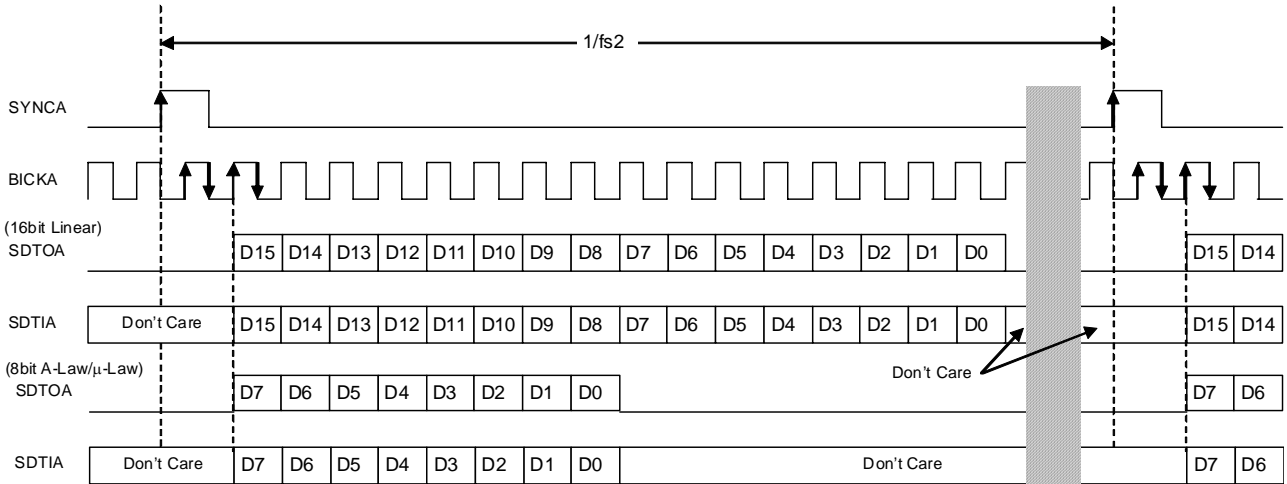 1/fs2
SYNCA
BICKA
(16bit Linear)
SDTOA D15 D14 D13 D12 D11 D10 D9 D8 D7 D6 D5 D4 D3 D2 D1 D0 D15 D14
SDTIA Don't Care D15 D14 D13 D12 D11 D10 D9 D8 D7 D6 D5 D4 D3 D2 D1 D0 D15 D14
Don't Care
(8bit A-Law/μ-Law)
SDTOA D7 D6 D5 D4 D3 D2 D1 D0 D7 D6
SDTIA Don't Care D7 D6 D5 D4 D3 D2 D1 D0 Don't Care D7 D6